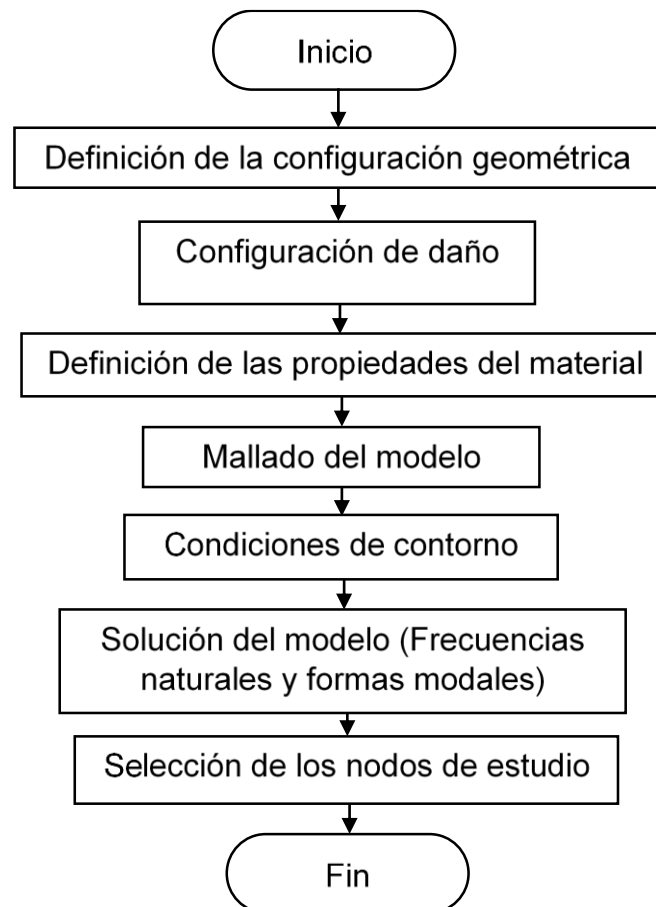 Inicio
Definición de la configuración geométrica
Configuración de daño
Definición de las propiedades del material
Mallado del modelo
Condiciones de contorno
Solución del modelo (Frecuencias
naturales y formas modales)
Selección de los nodos de estudio
Fin